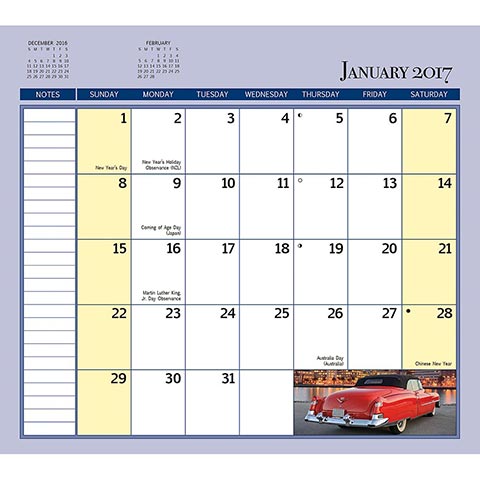 DECEMBER 2016
S M T W T F S
1 2 3
4 5 6 7 8 9 10
11 12 13 14 15 16 17
18 19 20 21 22 23 24
25 26 27 28 29 30 31
FEBRUARY
S M T W T F S
1 2 3 4
5 6 7 8 9 10 11
12 13 14 15 16 17 18
19 20 21 22 23 24 25
26 27 28
JANUARY 2017
NOTES SUNDAY MONDAY TUESDAY WEDNESDAY THURSDAY FRIDAY SATURDAY
1 2 3 4 5 6 7
New Year's Day
New Year's Holiday
Observance (NZL)
8 9 10 11 12 13 14
Coming of Age Day
(Japan)
15 16 17 18 19 20 21
Martin Luther King,
Jr. Day Observance
22 23 24 25 26 27 28
Australia Day
(Australia)
Chinese New Year
29 30 31